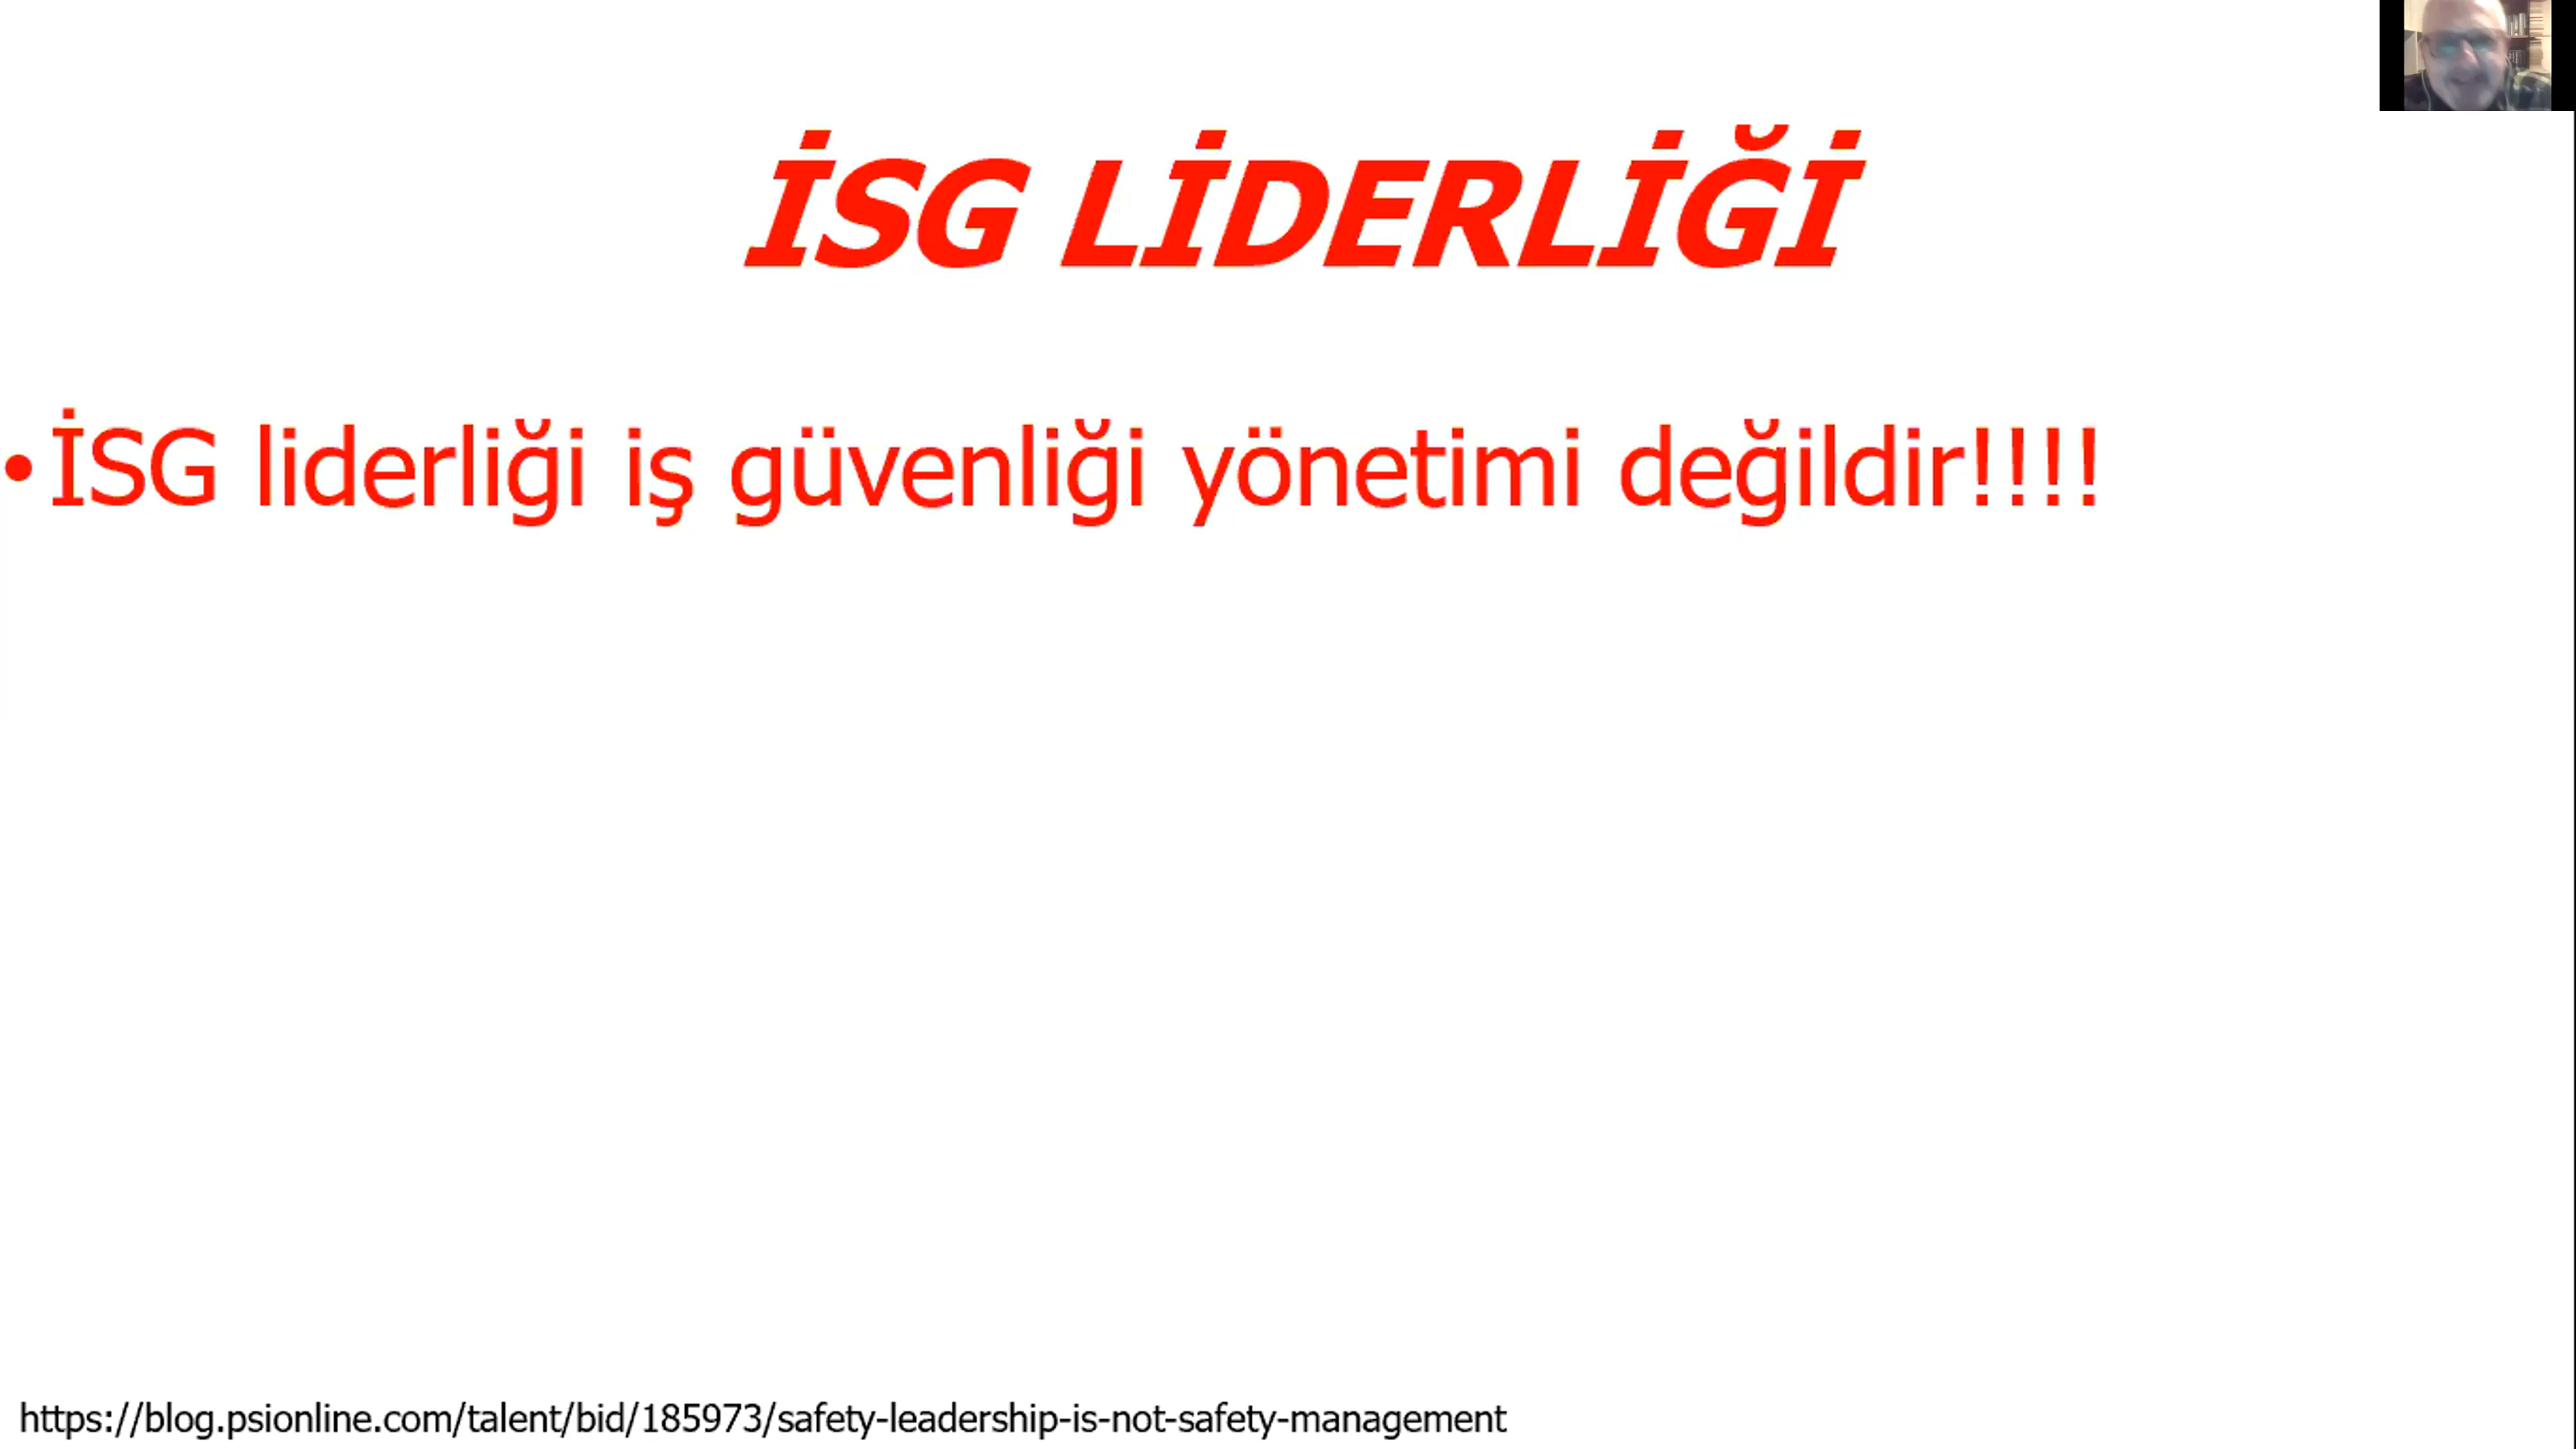 İSG LİDERLİĞİ
•İSG liderliği iş güvenliği yönetimi değildir!!!!
https://blog.psionline.com/talent/bid/185973/safety-leadership-is-not-safety-management